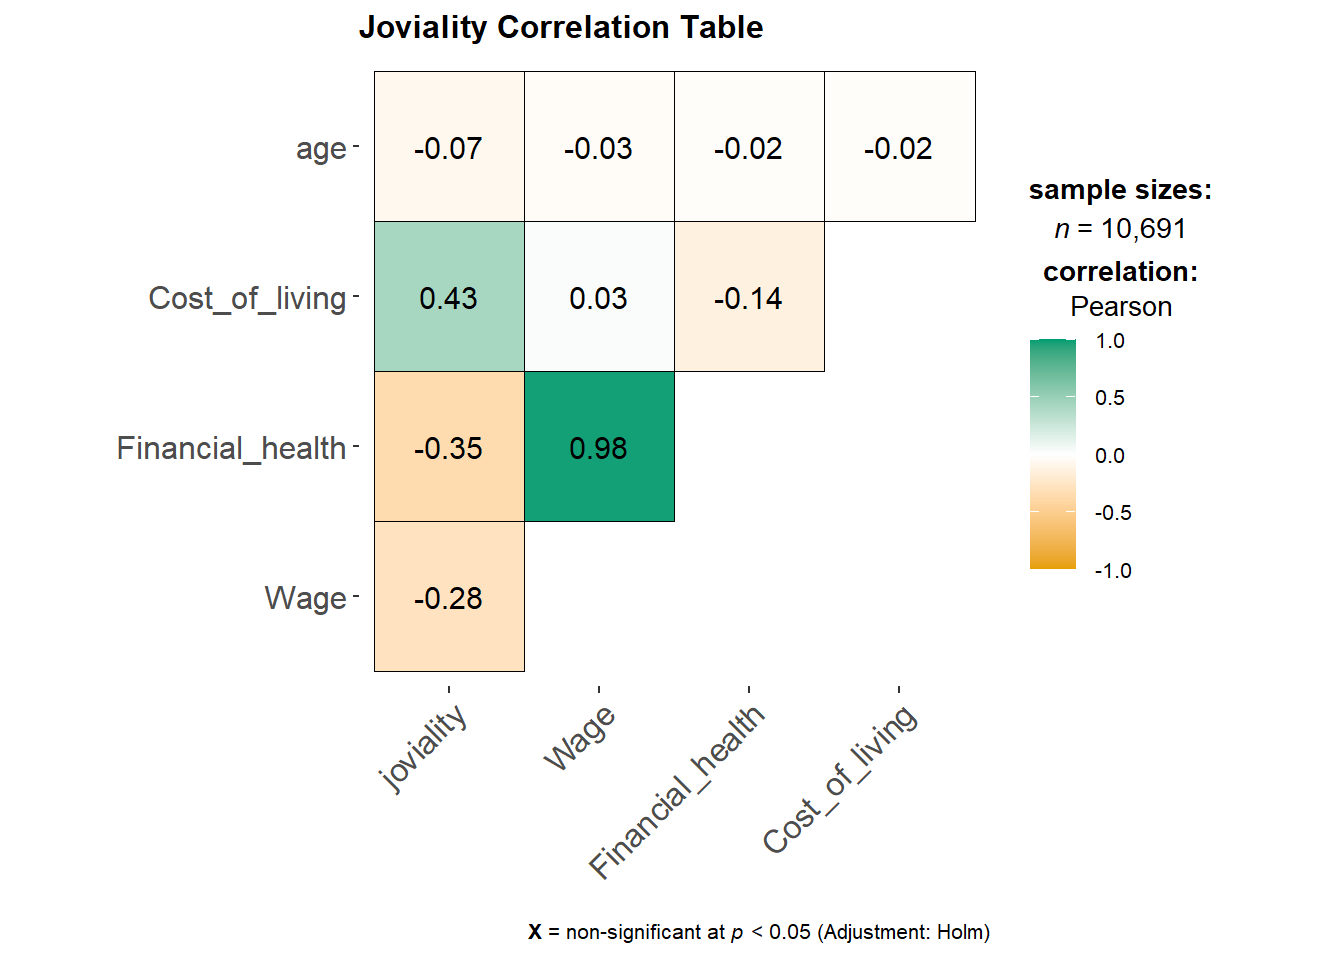 Joviality Correlation Table
age
-0.07
-0.03
-0.02
-0.02
Cost_of_living
0.43
0.03
-0.14
Financial_health
-0.35
0.98
Wage
-0.28
joviality
Wage
Financial_health
Cost_of_living
sample sizes:
n = 10,691
correlation:
Pearson
1.0
0.5
0.0
-0.5
-1.0
X = non-significant at p < 0.05 (Adjustment: Holm)